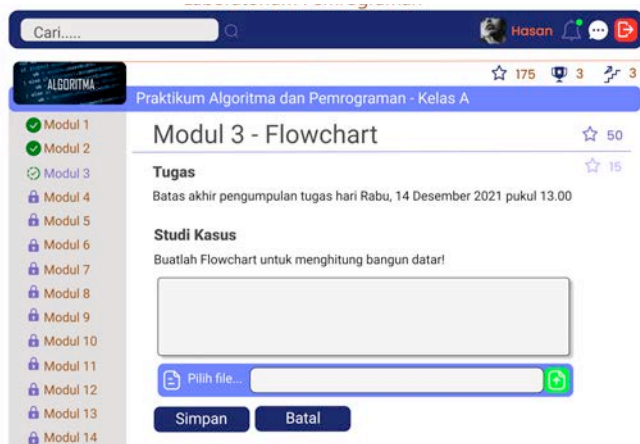 Laboratorium Pemrograman
Cari.....
Hasan
ALGORITMA
175 3 3
Praktikum Algoritma dan Pemrograman - Kelas A
Modul 1
Modul 2
Modul 3
Modul 4
Modul 5
Modul 6
Modul 7
Modul 8
Modul 9
Modul 10
Modul 11
Modul 12
Modul 13
Modul 14
Modul 3 - Flowchart
50
15
Tugas
Batas akhir pengumpulan tugas hari Rabu, 14 Desember 2021 pukul 13.00
Studi Kasus
Buatlah Flowchart untuk menghitung bangun datar!
Pilih file...
Simpan Batal